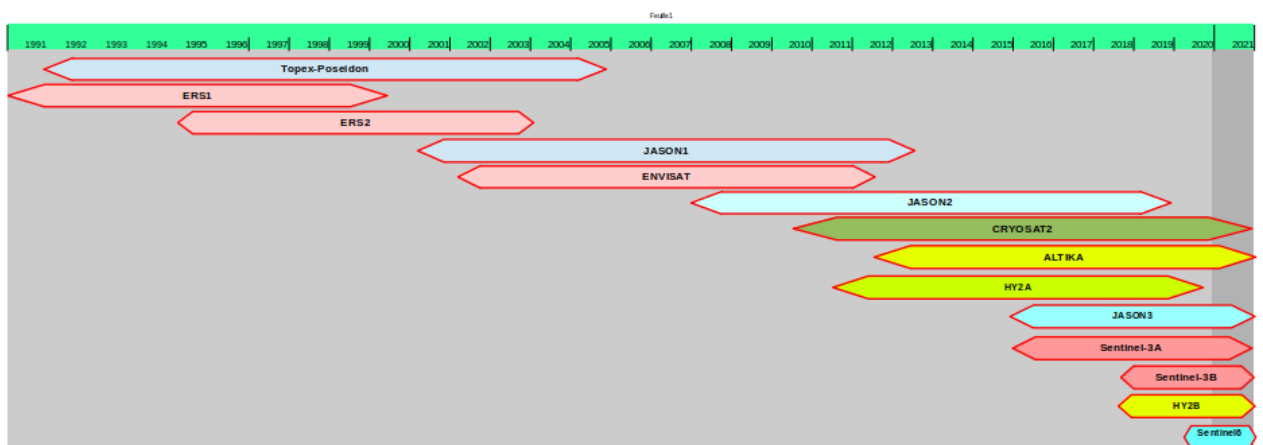 Feuille1
1991 1992 1993 1994 1995 1996 1997 1998 1999 2000 2001 2002 2003 2004 2005 2006 2007 2008 2009 2010 2011 2012 2013 2014 2015 2016 2017 2018 2019 2020 2021
Topex-Poseidon
ERS1
ERS2
JASON1
ENVISAT
JASON2
CRYOSAT2
ALTIKA
HY2A
JASON3
Sentinel-3A
Sentinel-3B
HY2B
Sentinel6